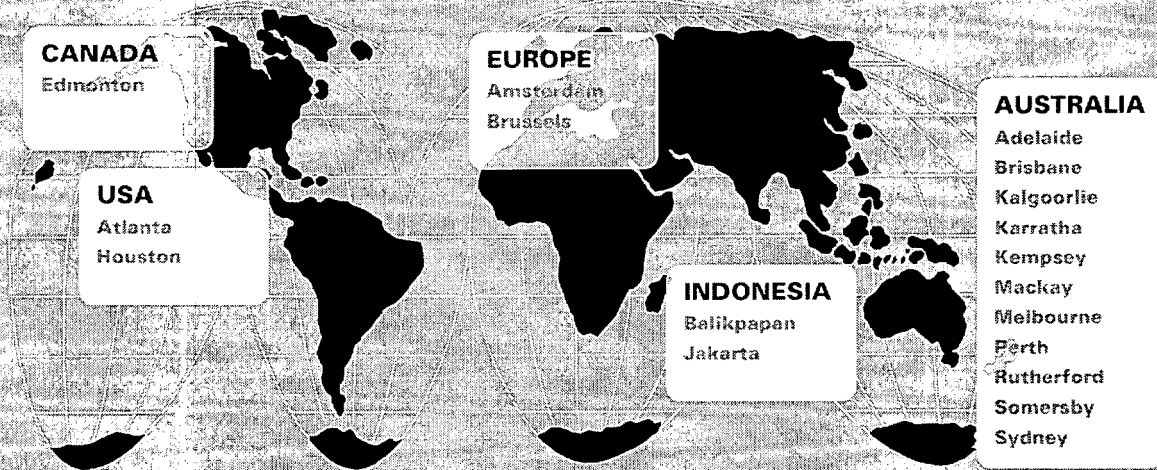 CANADA
Edmonton
USA
Atlanta
Houston
EUROPE
Amsterdam
Brussels
INDONESIA
Balikpapan
Jakarta
AUSTRALIA
Adelaide
Brisbane
Kalgoorlie
Karratha
Kempsey
Mackay
Melbourne
Perth
Rutherford
Somersby
Sydney